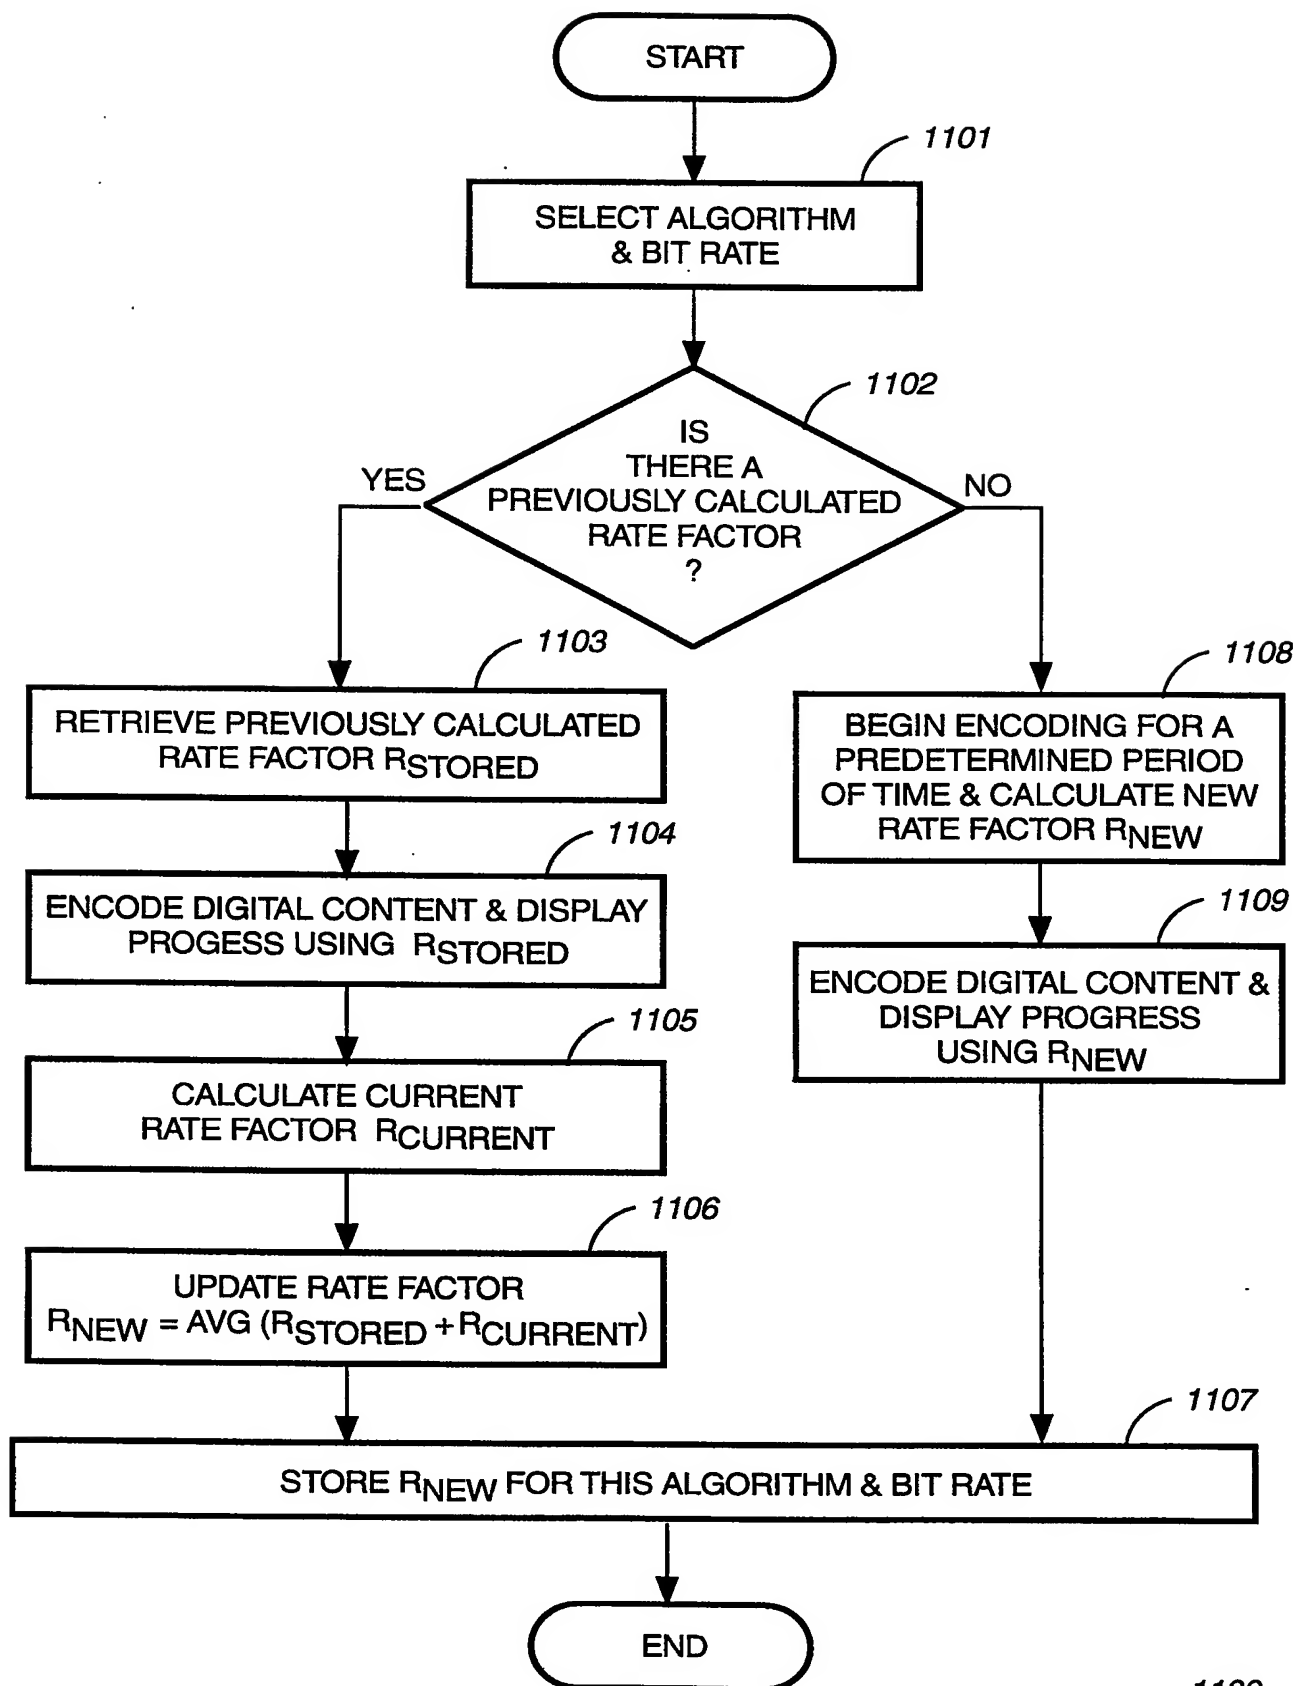 START
1101
SELECT ALGORITHM
& BIT RATE
1102
IS
THERE A
PREVIOUSLY CALCULATED
RATE FACTOR
?
YES
NO
1103
RETRIEVE PREVIOUSLY CALCULATED
RATE FACTOR RSTORED
1104
ENCODE DIGITAL CONTENT & DISPLAY
PROGESS USING RSTORED
1105
CALCULATE CURRENT
RATE FACTOR RCURRENT
1106
UPDATE RATE FACTOR
RNEW = AVG (RSTORED + RCURRENT)
1108
BEGIN ENCODING FOR A
PREDETERMINED PERIOD
OF TIME & CALCULATE NEW
RATE FACTOR RNEW
1109
ENCODE DIGITAL CONTENT &
DISPLAY PROGRESS
USING RNEW
1107
STORE RNEW FOR THIS ALGORITHM & BIT RATE
END